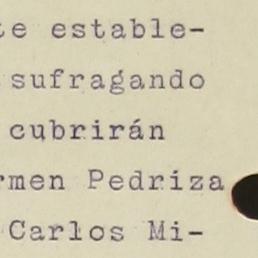 te estable-
sufragando
cubrirán
rmen Pedriza
Carlos Mi-